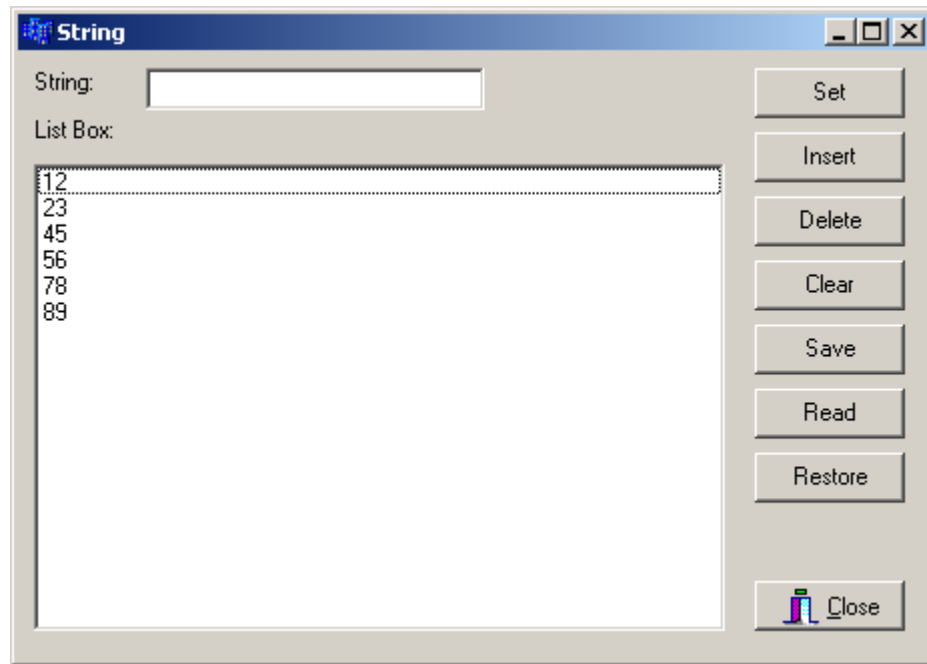 String
String:
List Box:
12
23
45
56
78
89
Set
Insert
Delete
Clear
Save
Read
Restore
Close